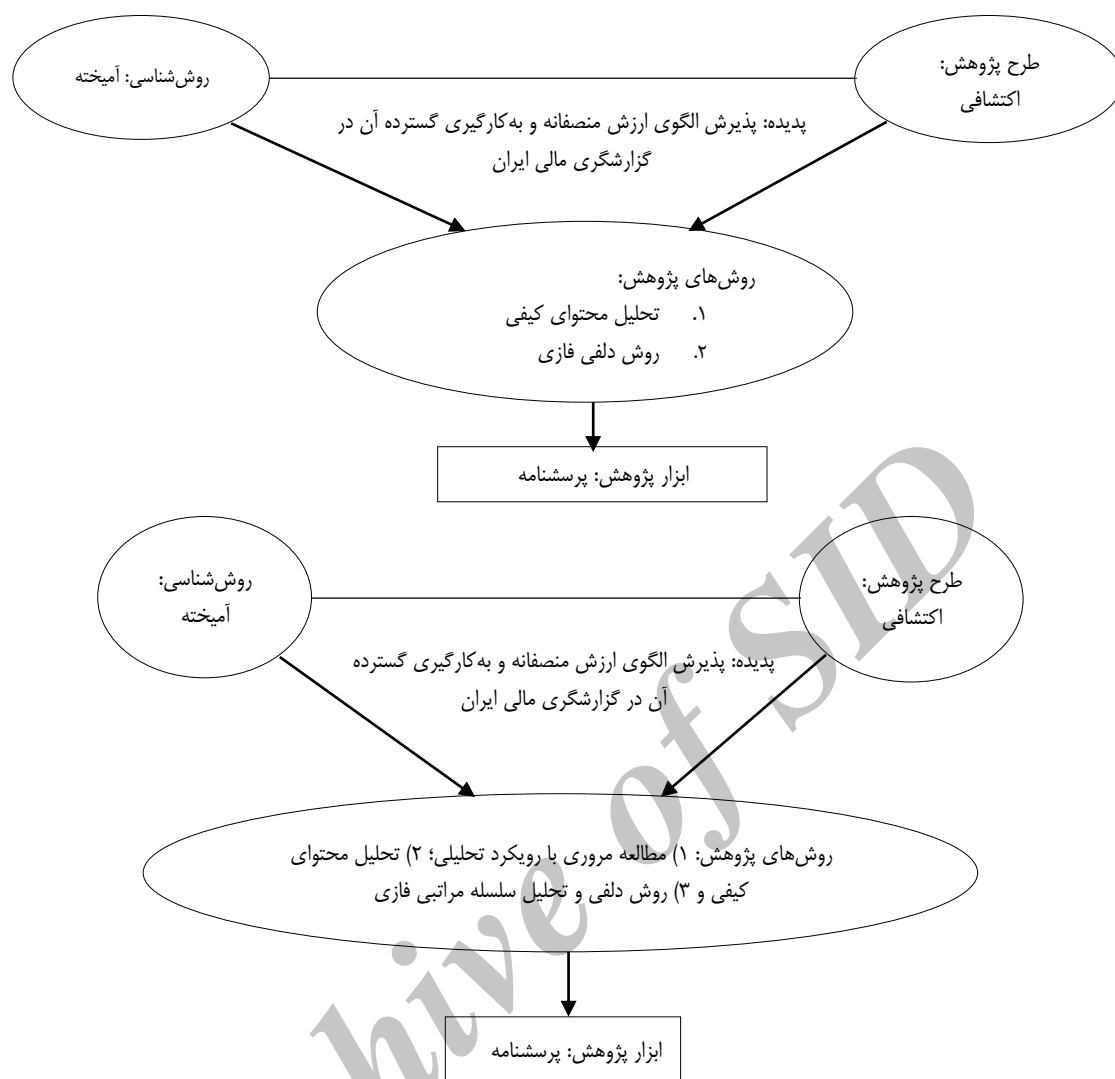 طرح پژوهش:
اکتشافی
روش‌شناسی: آمیخته
پدیده: پذیرش الگوی ارزش منصفانه و به‌کارگیری گسترده آن در
گزارشگری مالی ایران
روش‌های پژوهش:
۱. تحلیل محتوای کیفی
۲. روش دلفی فازی
ابزار پژوهش: پرسشنامه
طرح پژوهش:
اکتشافی
روش‌شناسی:
آمیخته
پدیده: پذیرش الگوی ارزش منصفانه و به‌کارگیری گسترده
آن در گزارشگری مالی ایران
روش‌های پژوهش: ۱) مطالعه مروری با رویکرد تحلیلی؛ ۲) تحلیل محتوای
کیفی و ۳) روش دلفی و تحلیل سلسله مراتبی فازی
ابزار پژوهش: پرسشنامه
hive of SID